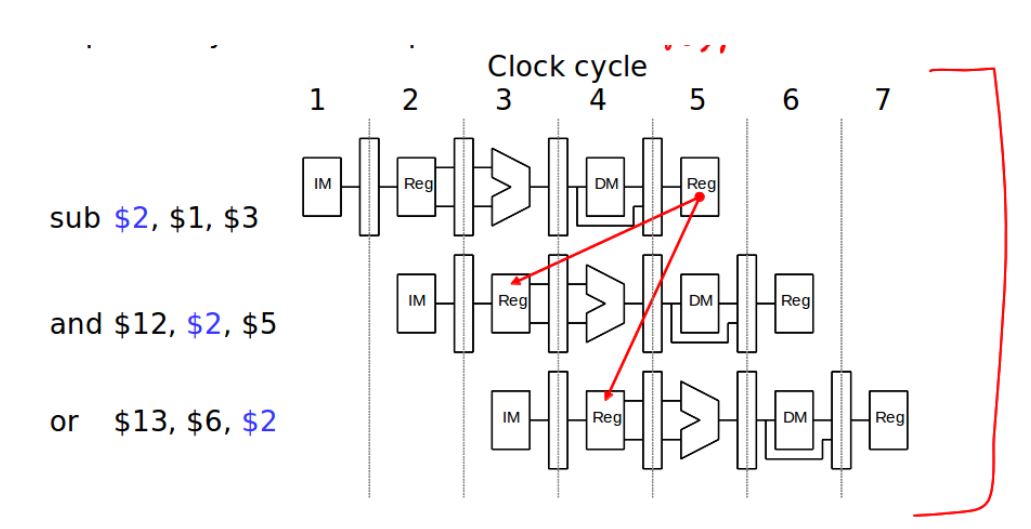 Clock cycle
1 2 3 4 5 6 7
IM Reg DM Reg
sub $2, $1, $3
IM Reg DM Reg
and $12, $2, $5
IM Reg DM Reg
or $13, $6, $2